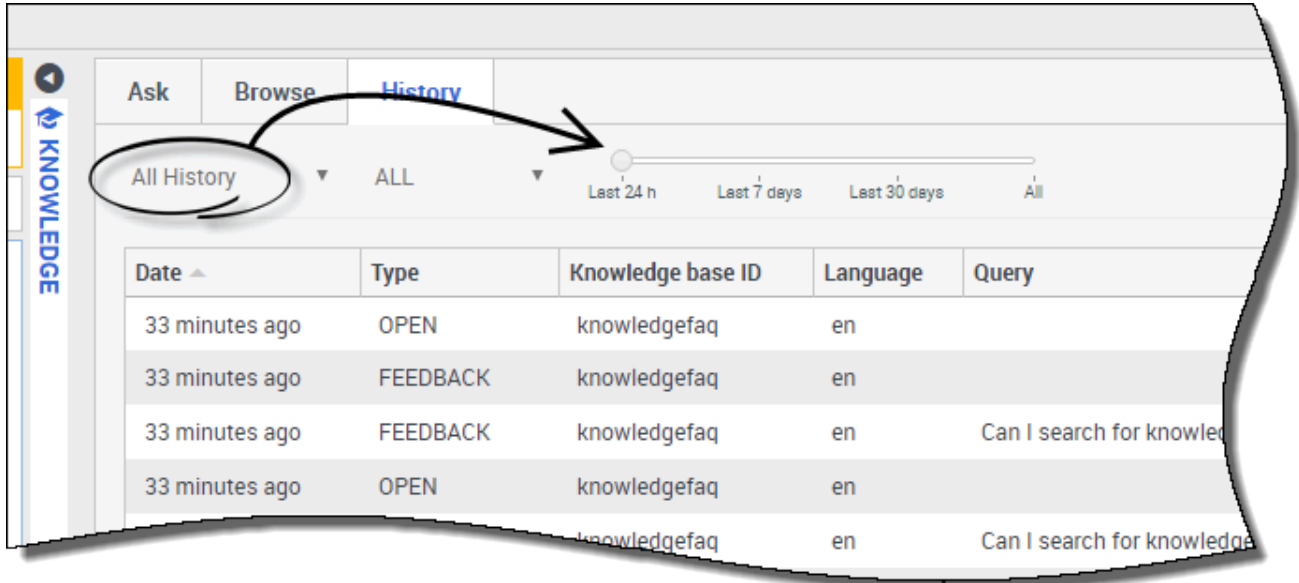 KNOWLEDGE
Ask Browse History
All History ALL
Last 24 h Last 7 days Last 30 days All
Date Type Knowledge base ID Language Query
33 minutes ago OPEN knowledgefaq en
33 minutes ago FEEDBACK knowledgefaq en
33 minutes ago FEEDBACK knowledgefaq en Can I search for knowled
33 minutes ago OPEN knowledgefaq en
knowledgefaq en Can I search for knowledge